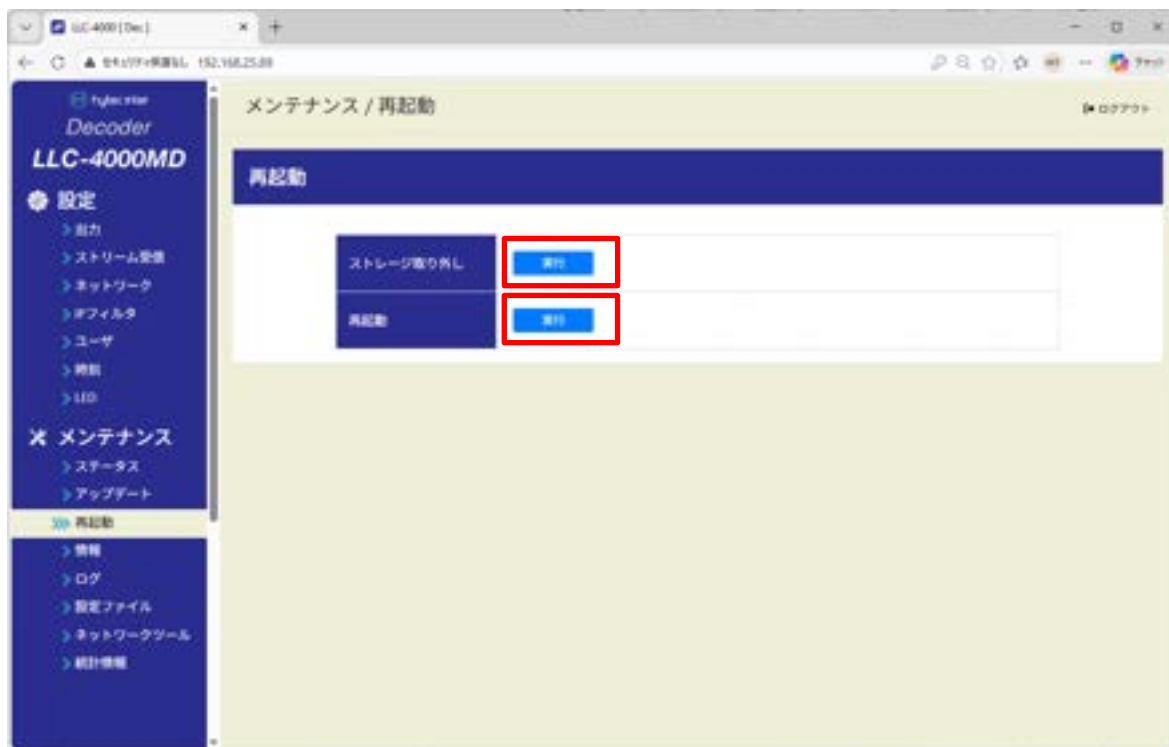 LLC-4000 [Dec]
セキュリティ保護なし 192.168.25.88
hytec inter
Decoder
LLC-4000MD
設定
出力
ストリーム受信
ネットワーク
IPフィルタ
ユーザ
時刻
LED
メンテナンス
ステータス
アップデート
再起動
情報
ログ
設定ファイル
ネットワークツール
統計情報
メンテナンス / 再起動
ログアウト
再起動
ストレージ取り外し 実行
再起動 実行